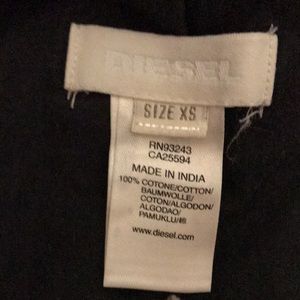 DIESEL
SIZE XS
RN93243
CA25594
MADE IN INDIA
100% COTONE/COTTON/
BAUMWOLLE/
COTON/ALGODON/
ALGODAO/
PAMUKLU/棉
www.diesel.com